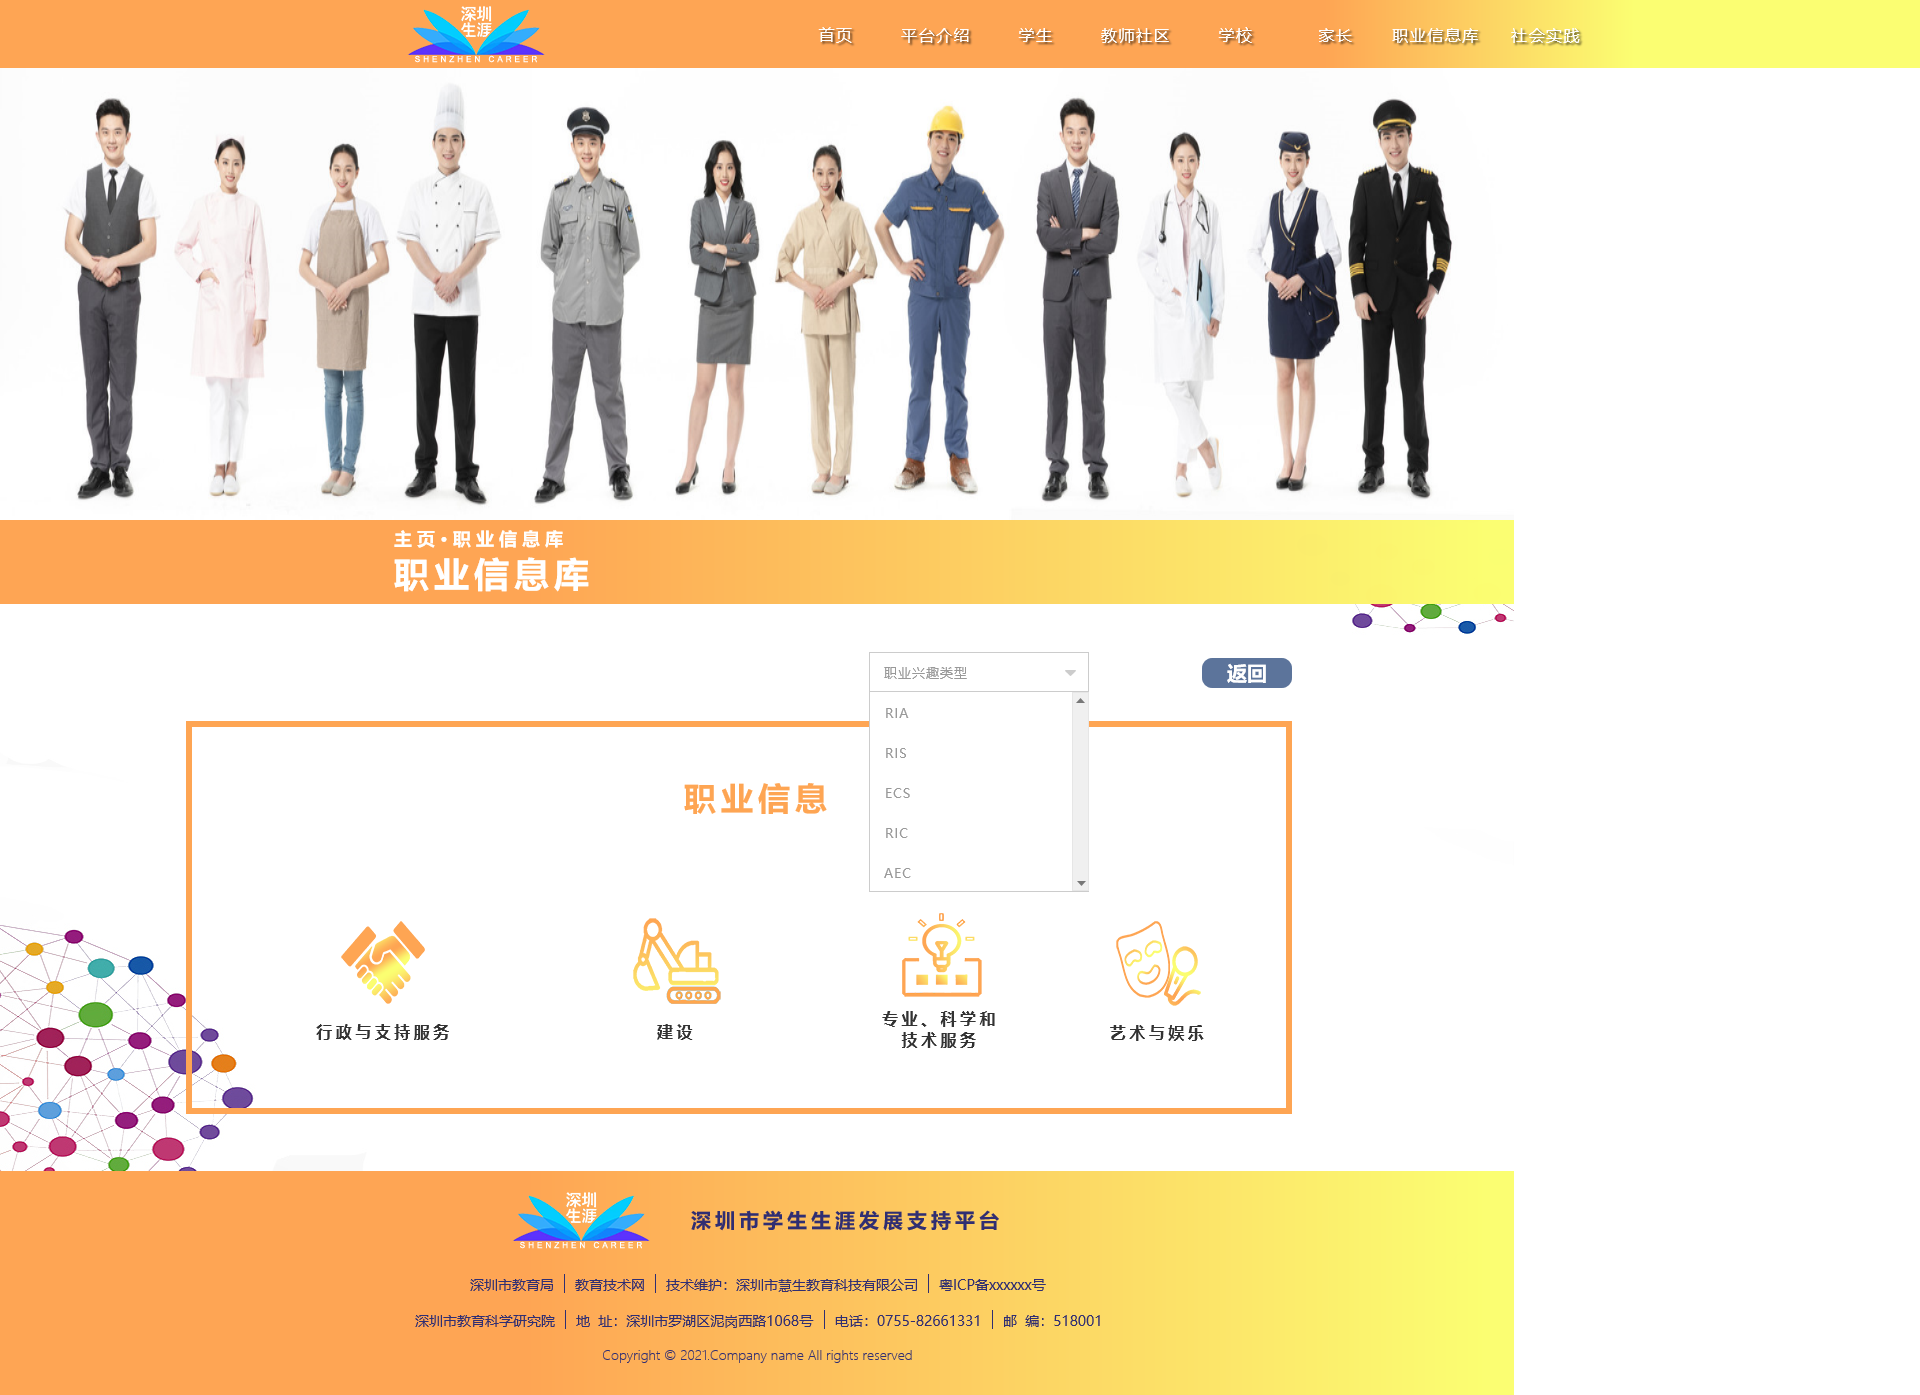 深圳
生涯
SHENZHEN CAREER
首页 平台介绍 学生 教师社区 学校 家长 职业信息库 社会实践
主页·职业信息库
职业信息库
职业兴趣类型
返回
RIA
RIS
ECS
RIC
AEC
职业信息
行政与支持服务
建设
专业、科学和
技术服务
艺术与娱乐
深圳
生涯
SHENZHEN CAREER
深圳市学生生涯发展支持平台
深圳市教育局 教育技术网 技术维护：深圳市慧生教育科技有限公司 粤ICP备xxxxxx号
深圳市教育科学研究院 地 址：深圳市罗湖区泥岗西路1068号 电话：0755-82661331 邮 编：518001
Copyright © 2021.Company name All rights reserved